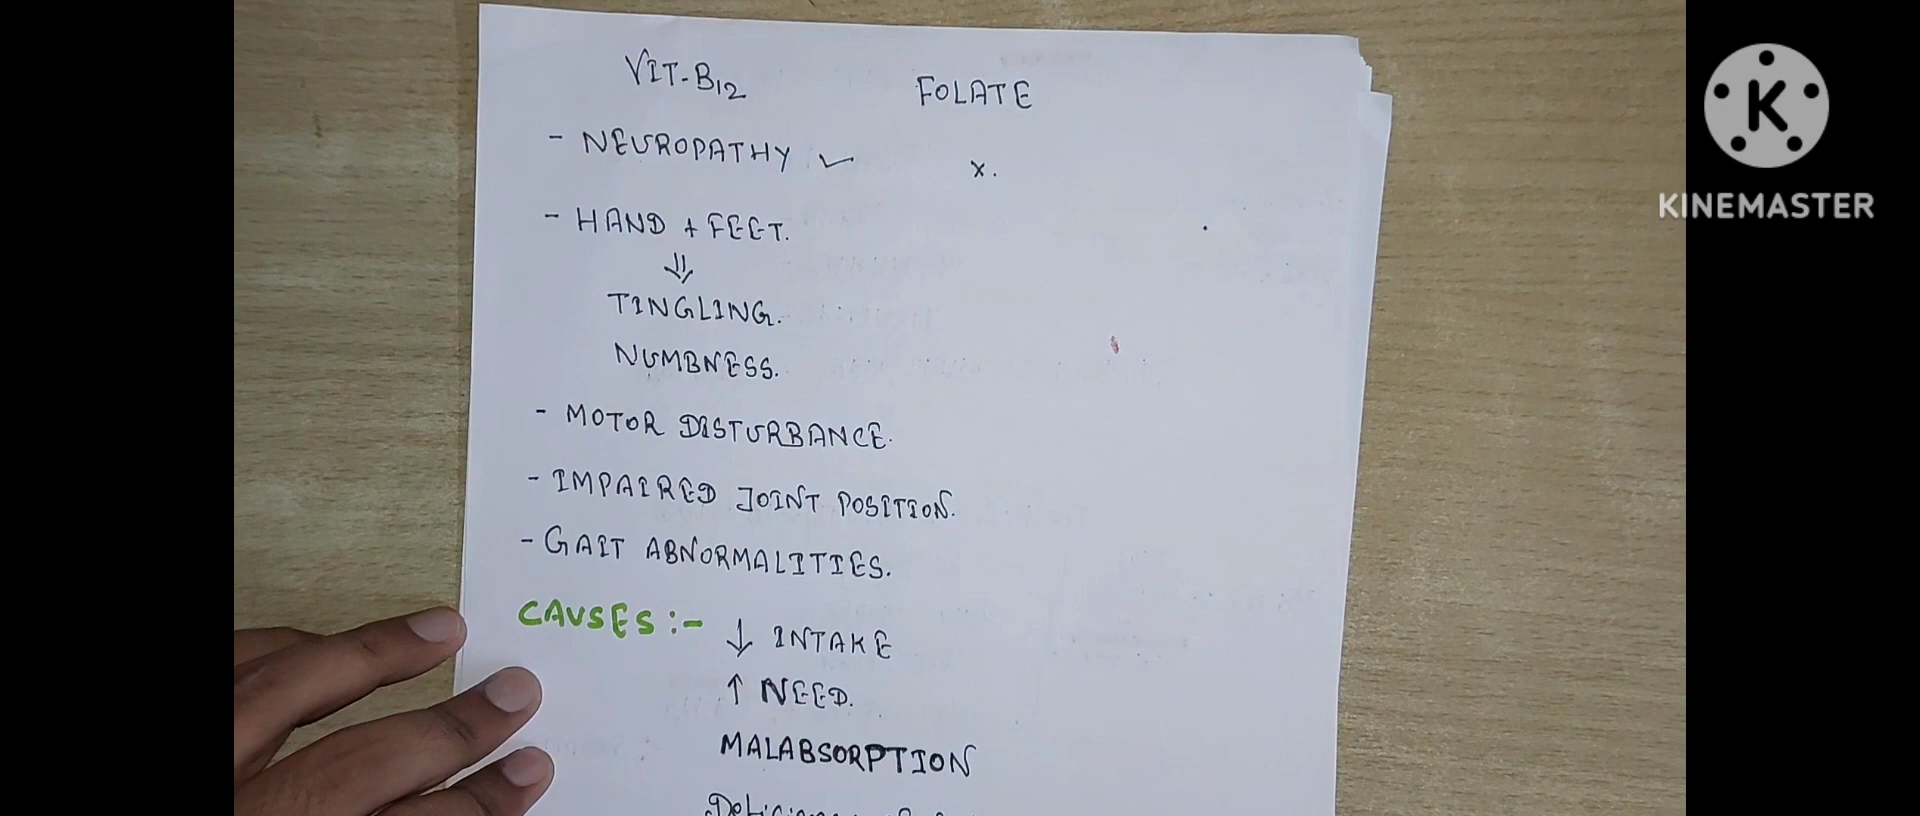 VIT-B12 FOLATE
- NEUROPATHY ✓ x.
- HAND + FEET.
⇓
TINGLING.
NUMBNESS.
- MOTOR DISTURBANCE.
- IMPAIRED JOINT POSITION.
- GAIT ABNORMALITIES.
CAUSES :- ↓ INTAKE
↑ NEED.
MALABSORPTION
K
KINEMASTER